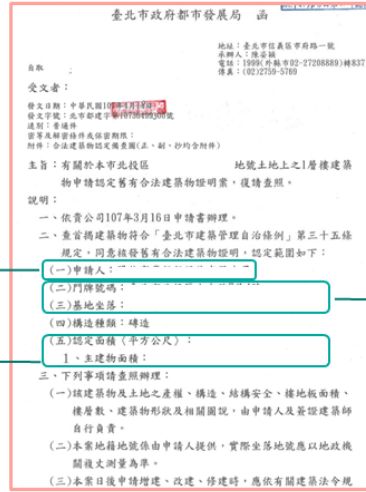 臺北市政府都市發展局 函
地址：臺北市信義區市府路一號
承辦人：陳姿穎
電話：1999(外縣市02-27208889)轉837
傳真：(02)2759-5769
自取
受文者：
發文日期：中華民國10
發文字號：北市都建字第10736499300號
速別：普通件
密等及解密條件或保密期限：
附件：合法建築物認定備查圖(正、副、抄均含附件)
主旨：有關於本市北投區 地號土地上之1層樓建築
物申請認定舊有合法建築物證明案，復請查照。
說明：
一、依貴公司107年3月16日申請書辦理。
二、查首揭建築物符合「臺北市建築管理自治條例」第三十五條
規定，同意核發舊有合法建築物證明，認定範圍如下：
(一)申請人：
(二)門牌號碼：
(三)基地坐落：
(四)構造種類：磚造
(五)認定面積（平方公尺）：
1、主建物面積：
三、下列事項請查照辦理：
(一)該建築物及土地之產權、構造、結構安全、樓地板面積、
樓層數、建築物形狀及相關圖說，由申請人及簽證建築師
自行負責。
(二)本案地籍地號係由申請人提供，實際坐落地號應以地政機
關複丈測量為準。
(三)本案日後申請增建、改建、修建時，應依有關建築法令規